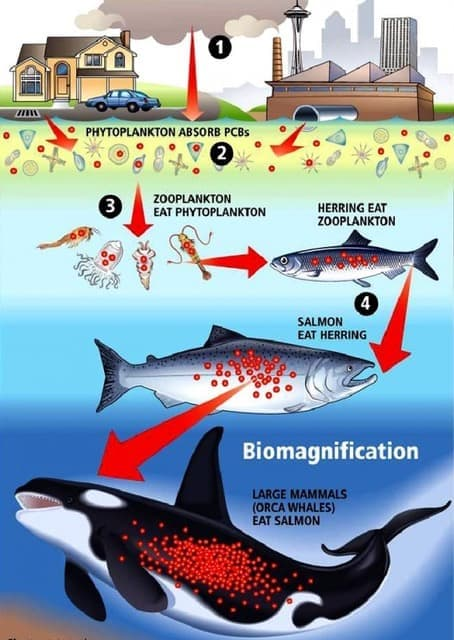 1
PHYTOPLANKTON ABSORB PCBs
2
3
ZOOPLANKTON
EAT PHYTOPLANKTON
HERRING EAT
ZOOPLANKTON
4
SALMON
EAT HERRING
Biomagnification
LARGE MAMMALS
(ORCA WHALES)
EAT SALMON